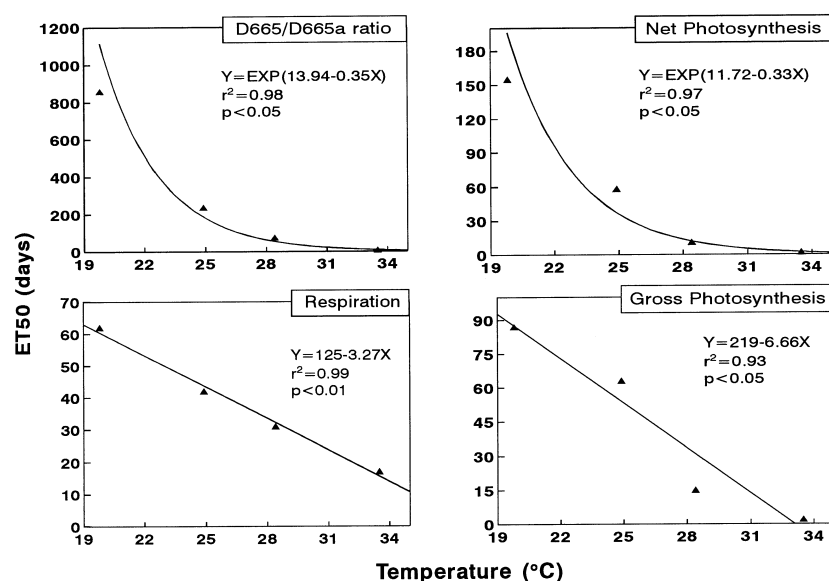 D665/D665a ratio
1200
1000
800
600
400
200
0
Y=EXP(13.94-0.35X)
r²=0.98
p<0.05
19 22 25 28 31 34
Net Photosynthesis
180
150
120
90
60
30
0
Y=EXP(11.72-0.33X)
r²=0.97
p<0.05
19 22 25 28 31 34
ET50 (days)
Respiration
70
60
50
40
30
20
10
0
Y=125-3.27X
r²=0.99
p<0.01
19 22 25 28 31 34
Gross Photosynthesis
90
75
60
45
30
15
0
Y=219-6.66X
r²=0.93
p<0.05
19 22 25 28 31 34
Temperature (°C)